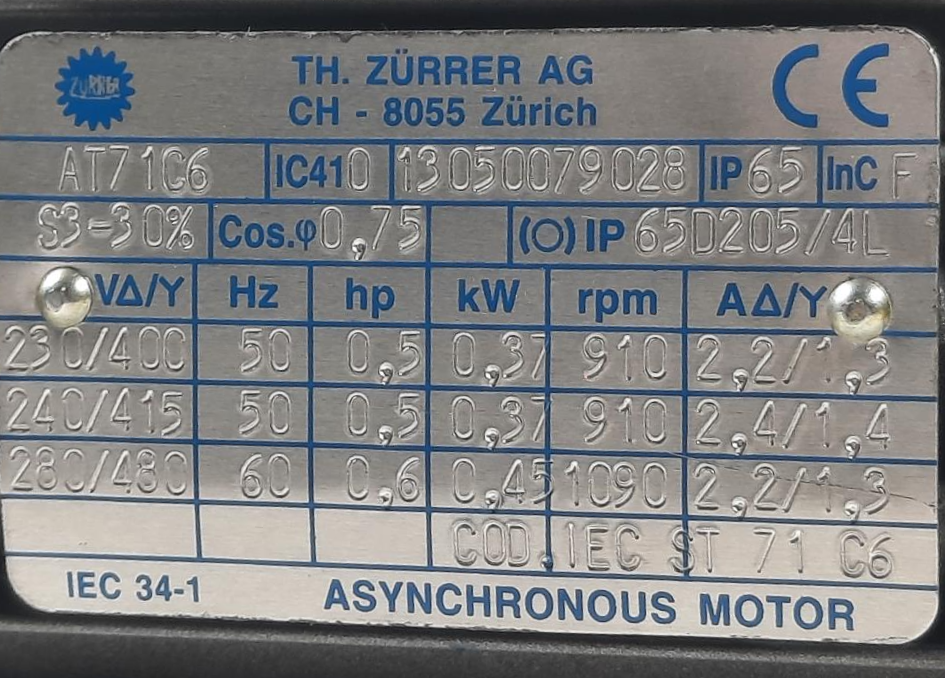 ZURRER
TH. ZÜRRER AG
CH - 8055 Zürich
CE
AT71C6 IC410 13050079028 IP65 InC F
S3-30% Cos.φ0,75 (O) IP 65D205/4L
VΔ/Y Hz hp kW rpm AΔ/Y
230/400 50 0,5 0,37 910 2,2/1,3
240/415 50 0,5 0,37 910 2,4/1,4
280/480 60 0,6 0,45 1090 2,2/1,3
COD.IEC ST 71 C6
IEC 34-1 ASYNCHRONOUS MOTOR